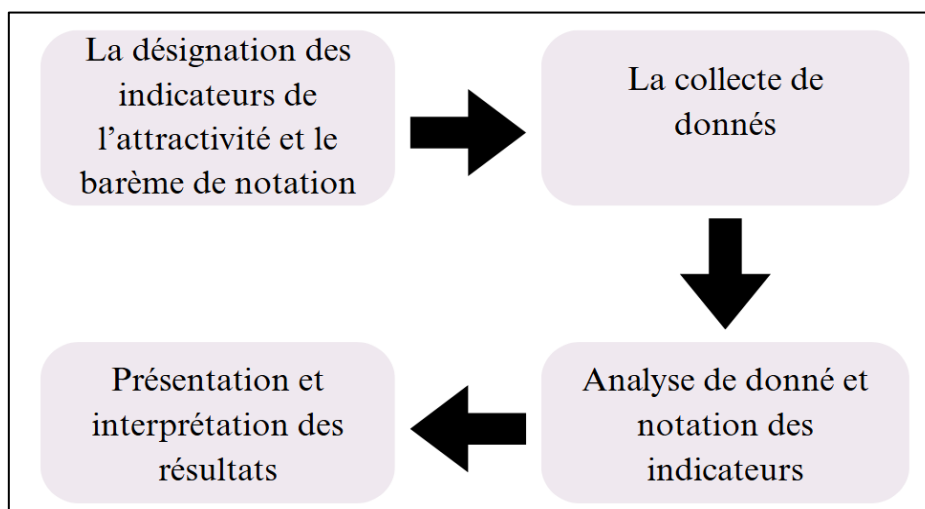 La désignation des
indicateurs de
l’attractivité et le
barème de notation
La collecte de
donnés
Analyse de donné et
notation des
indicateurs
Présentation et
interprétation des
résultats